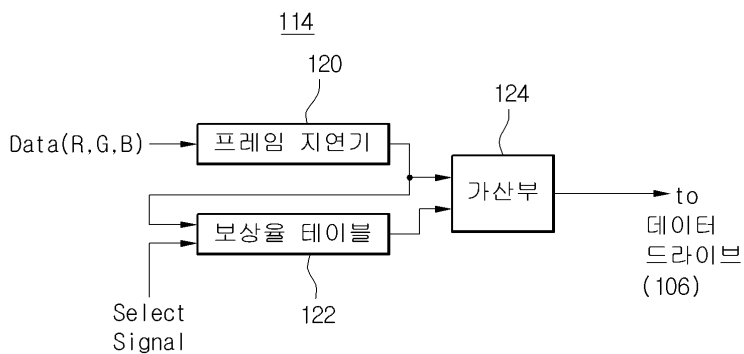 114
120
124
Data(R,G,B)
프레임 지연기
가산부
보상율 테이블
to
데이터
드라이브
(106)
Select
Signal
122